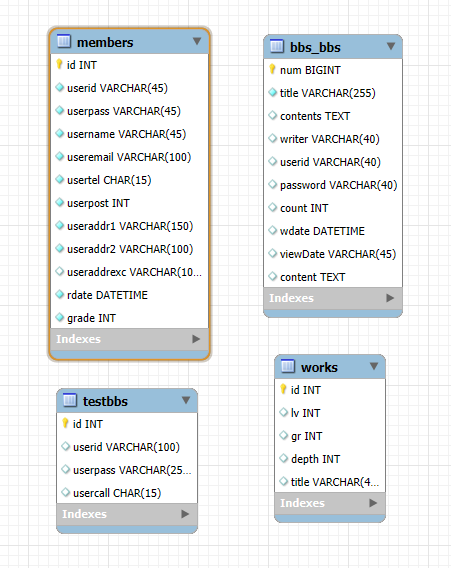 members
id INT
userid VARCHAR(45)
userpass VARCHAR(45)
username VARCHAR(45)
useremail VARCHAR(100)
usertel CHAR(15)
userpost INT
useraddr1 VARCHAR(150)
useraddr2 VARCHAR(100)
useraddrexc VARCHAR(10...
rdate DATETIME
grade INT
Indexes
bbs_bbs
num BIGINT
title VARCHAR(255)
contents TEXT
writer VARCHAR(40)
userid VARCHAR(40)
password VARCHAR(40)
count INT
wdate DATETIME
viewDate VARCHAR(45)
content TEXT
Indexes
testbbs
id INT
userid VARCHAR(100)
userpass VARCHAR(25...
usercall CHAR(15)
Indexes
works
id INT
lv INT
gr INT
depth INT
title VARCHAR(4...
Indexes